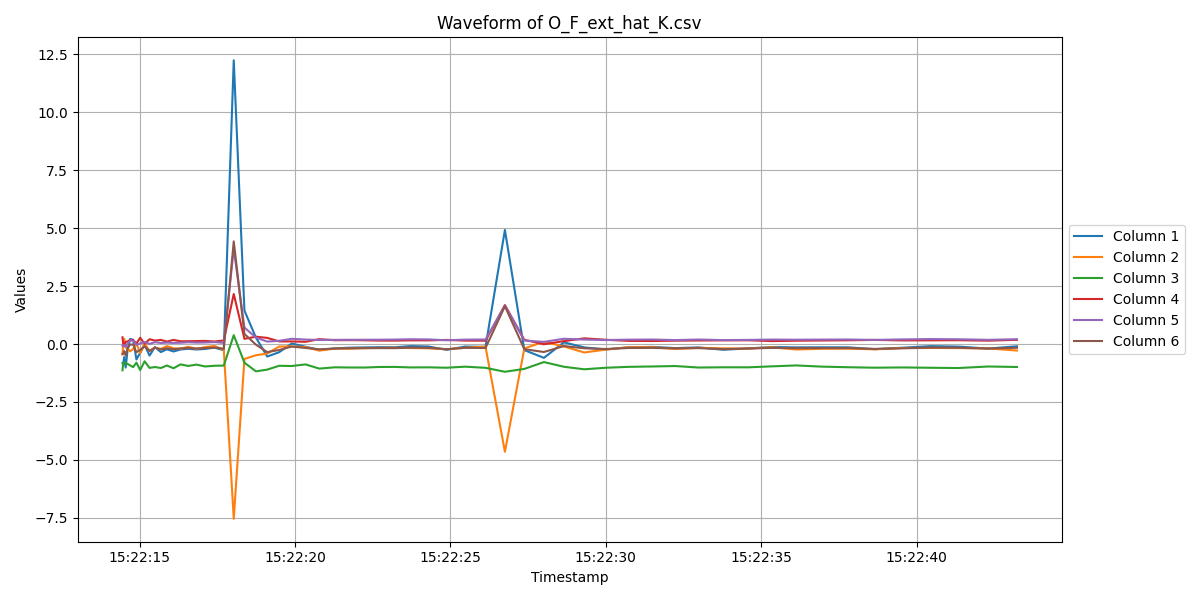 Waveform of O_F_ext_hat_K.csv
12.5
10.0
7.5
5.0
2.5
0.0
−2.5
−5.0
−7.5
Values
15:22:15 15:22:20 15:22:25 15:22:30 15:22:35 15:22:40
Timestamp
Column 1
Column 2
Column 3
Column 4
Column 5
Column 6